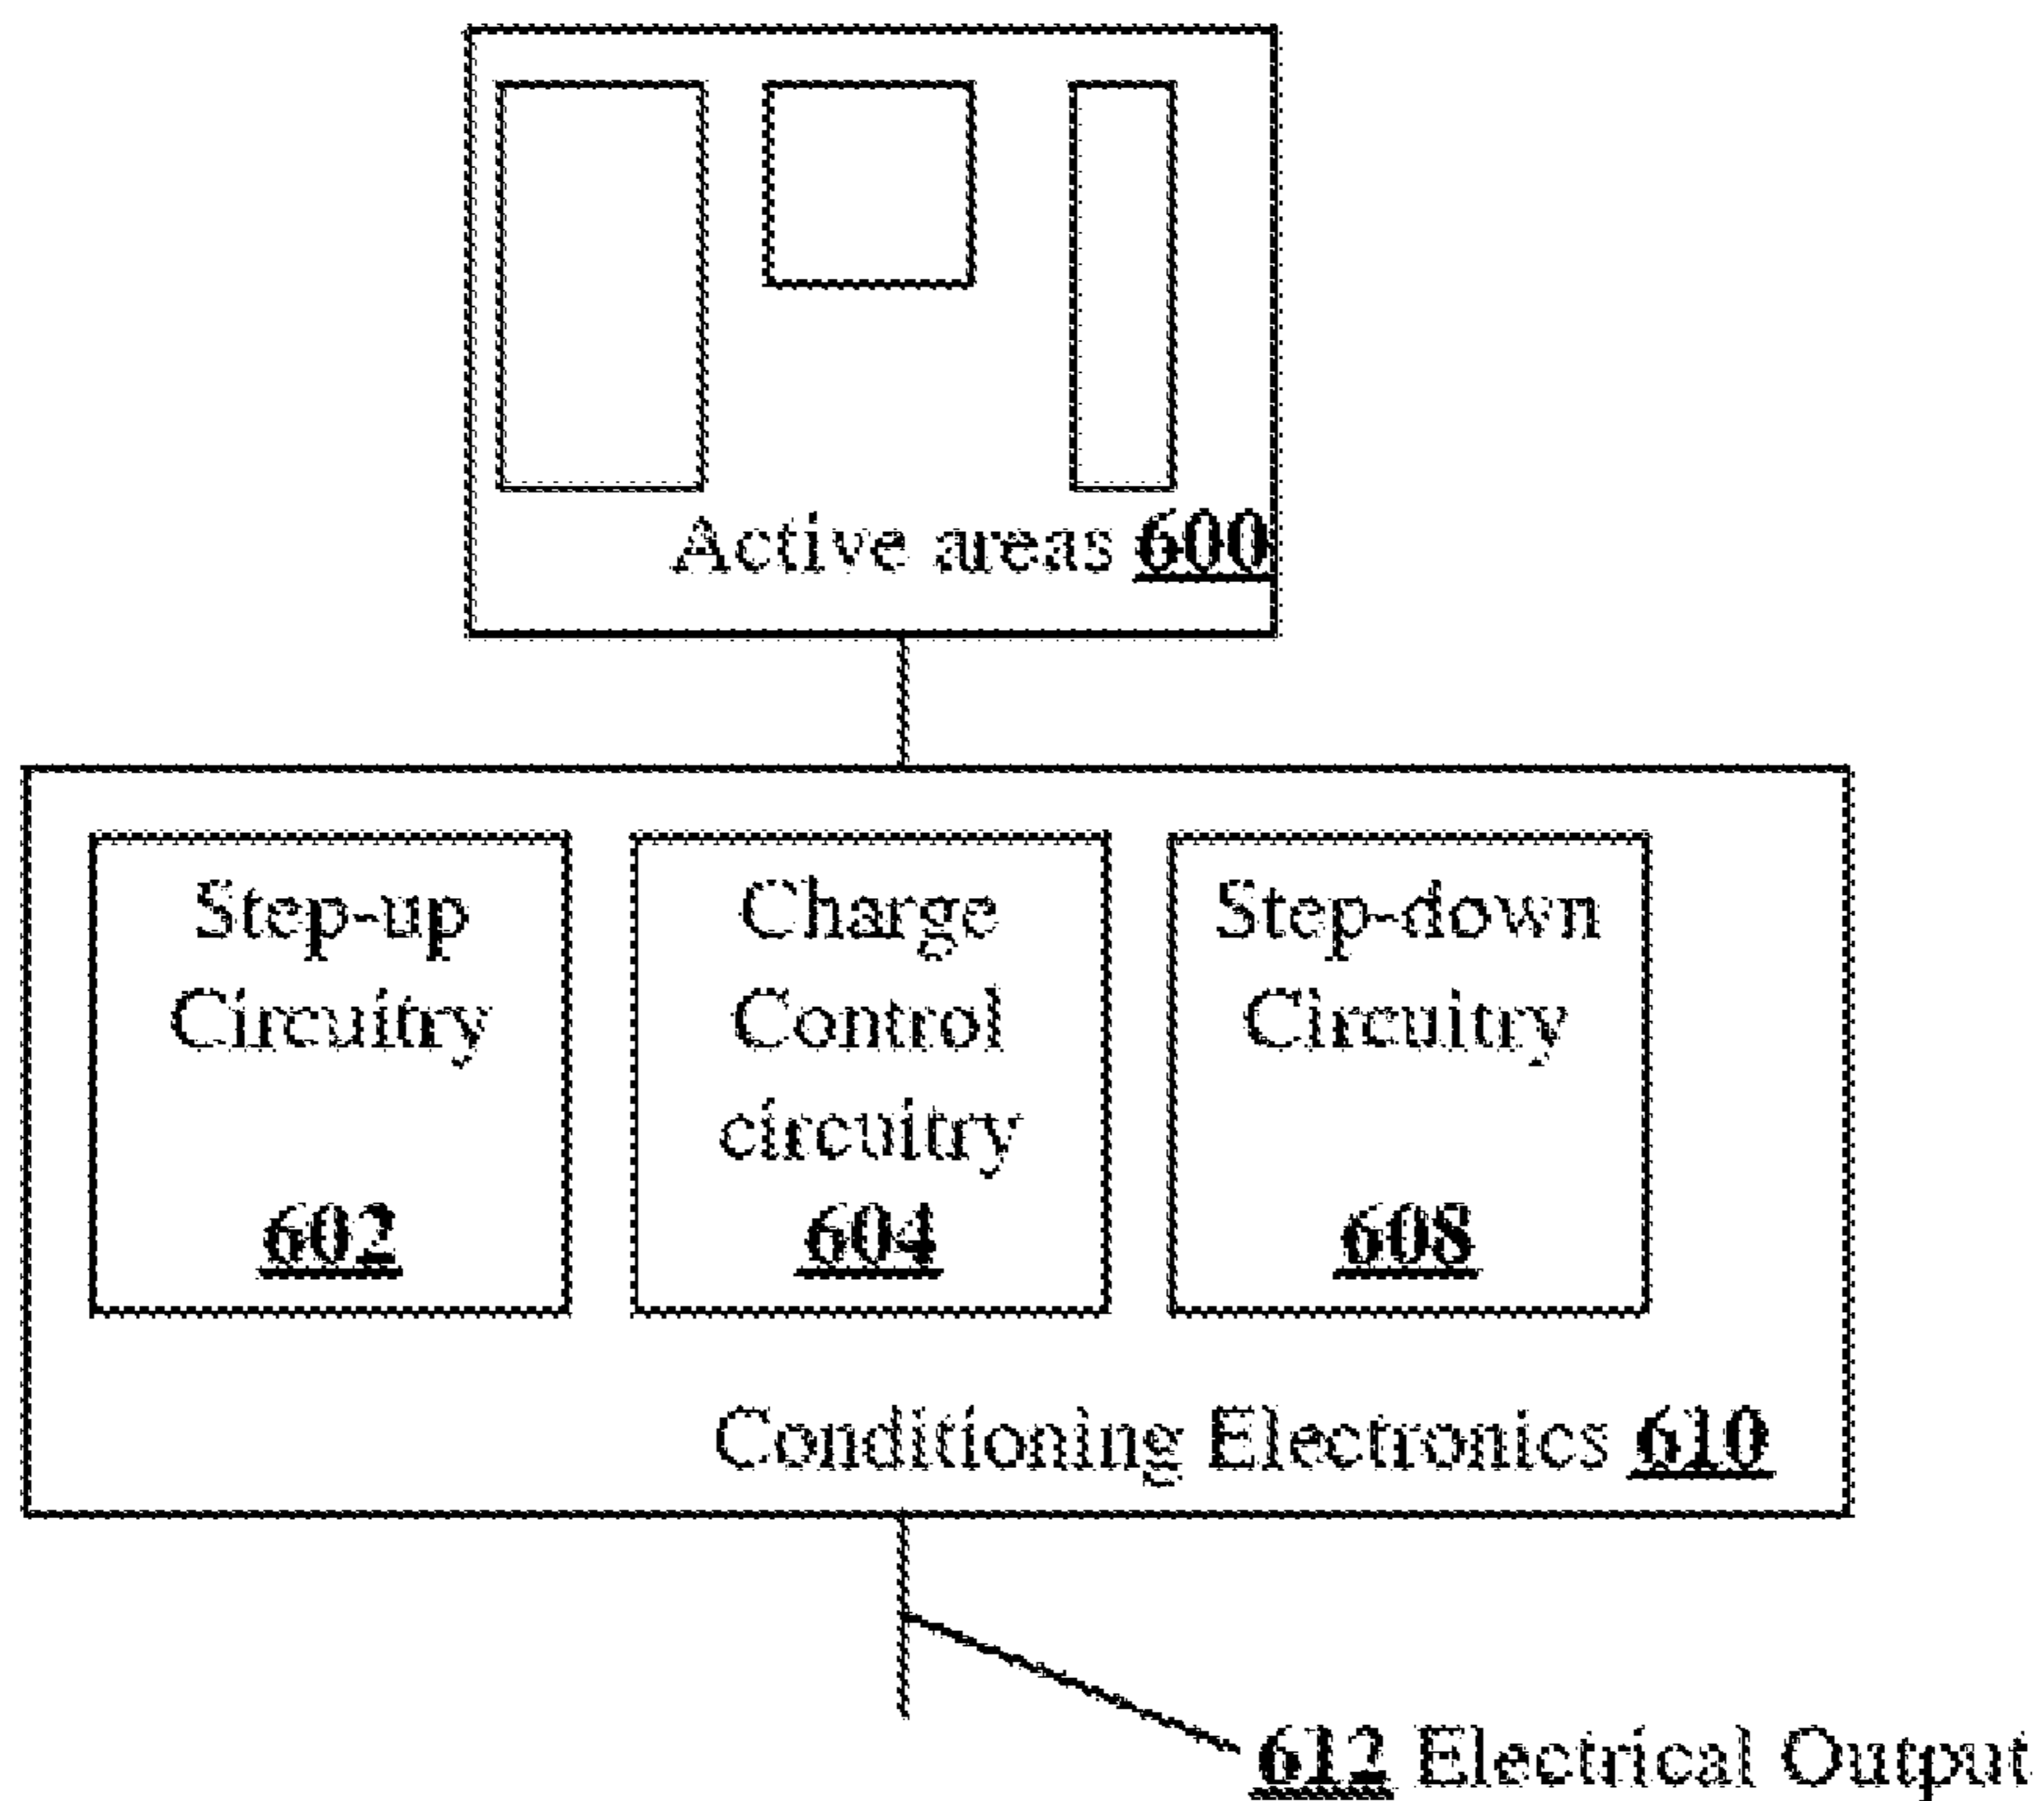 Active areas 600
Step-up
Circuitry
602
Charge
Control
circuitry
604
Step-down
Circuitry
608
Conditioning Electronics 610
612 Electrical Output